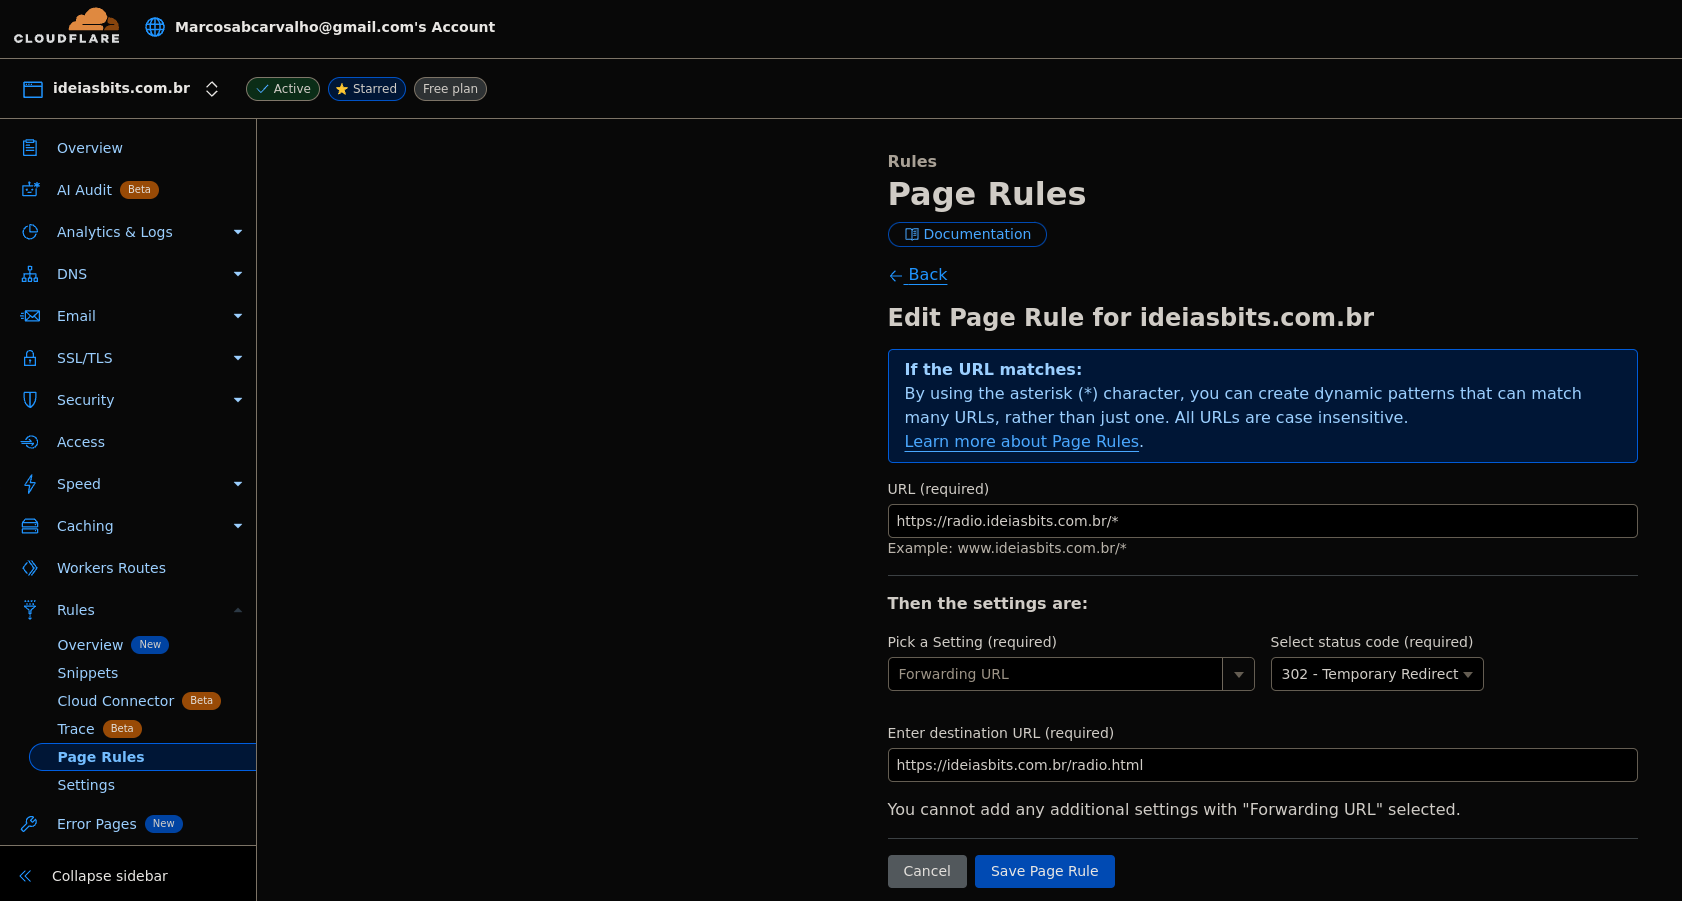 CLOUDFLARE
Marcosabcarvalho@gmail.com's Account
ideiasbits.com.br
Active
Starred
Free plan
Overview
AI Audit Beta
Analytics & Logs
DNS
Email
SSL/TLS
Security
Access
Speed
Caching
Workers Routes
Rules
Overview New
Snippets
Cloud Connector Beta
Trace Beta
Page Rules
Settings
Error Pages New
Collapse sidebar
Rules
Page Rules
Documentation
Back
Edit Page Rule for ideiasbits.com.br
If the URL matches:
By using the asterisk (*) character, you can create dynamic patterns that can match
many URLs, rather than just one. All URLs are case insensitive.
Learn more about Page Rules.
URL (required)
https://radio.ideiasbits.com.br/*
Example: www.ideiasbits.com.br/*
Then the settings are:
Pick a Setting (required)
Select status code (required)
Forwarding URL
302 - Temporary Redirect
Enter destination URL (required)
https://ideiasbits.com.br/radio.html
You cannot add any additional settings with "Forwarding URL" selected.
Cancel
Save Page Rule